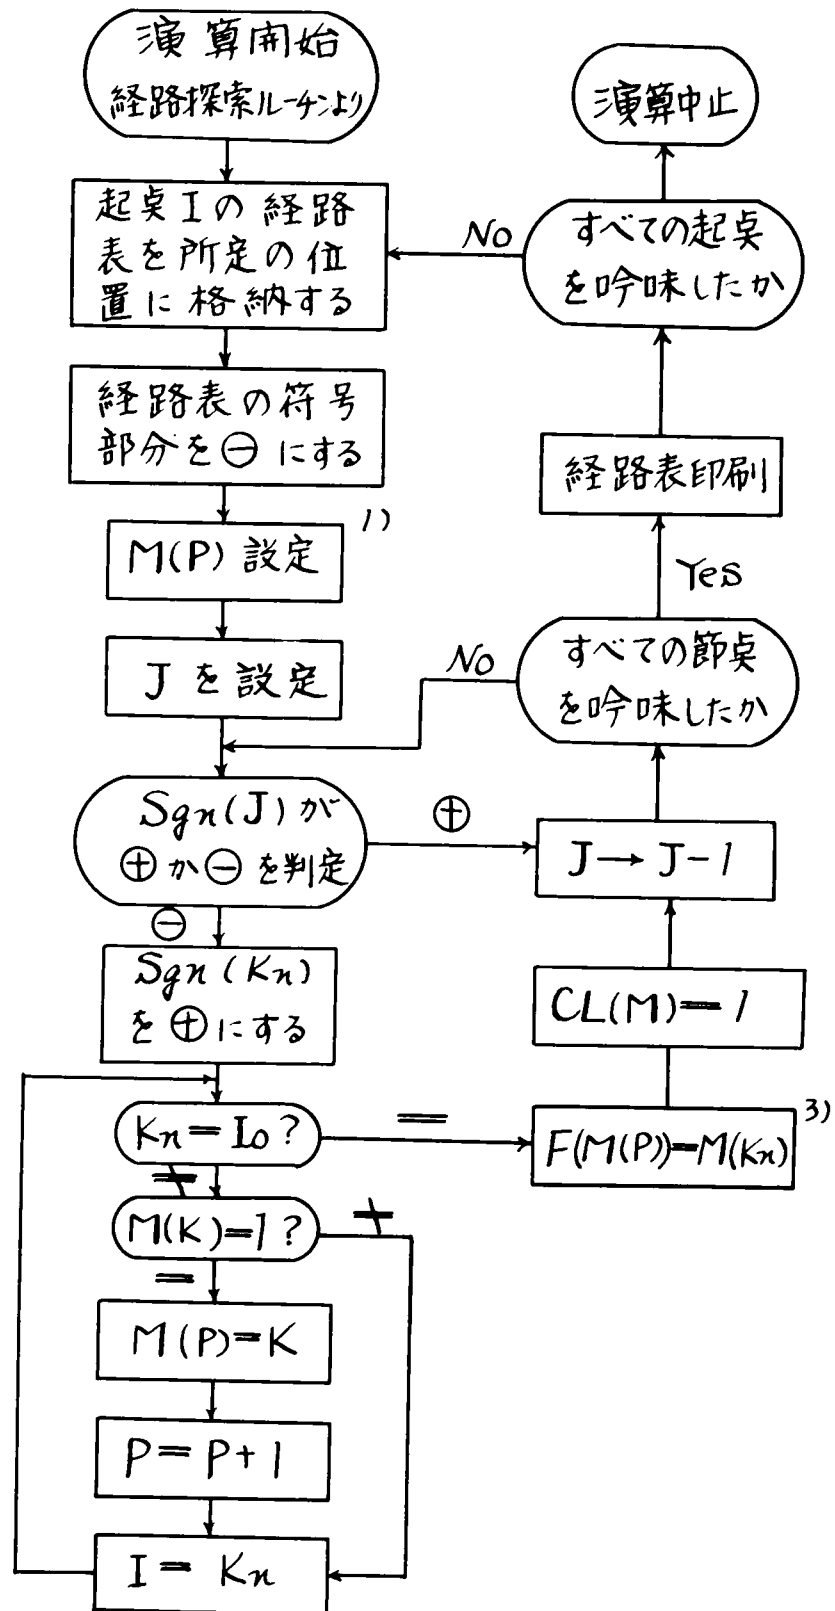 演算開始
経路探索ルーチンより
起点Iの経路
表を所定の位
置に格納する
経路表の符号
部分を⊖にする
M(P) 設定
1)
Jを設定
Sgn(J)が
⊕か⊖を判定
⊖
Sgn(Kn)
を⊕にする
Kn=Io?
≠
M(K)=1?
=
M(P)=K
P=P+1
I=Kn
≠
=
F(M(P))=M(Kn)
3)
CL(M)=1
⊕
J→J-1
すべての節点
を吟味したか
No
Yes
経路表印刷
すべての起点
を吟味したか
No
演算中止